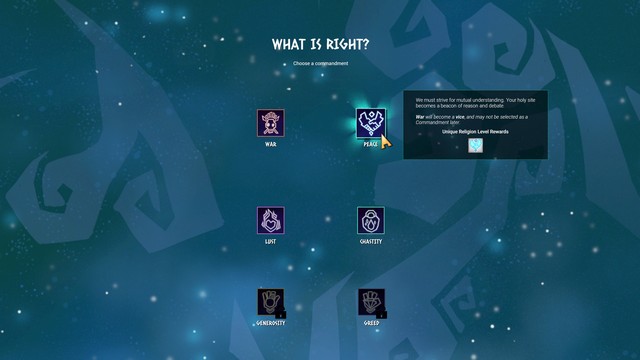 WHAT IS RIGHT?
Choose a commandment
WAR
PEACE
We must strive for mutual understanding. Your holy site
becomes a beacon of reason and debate.
War will become a vice, and may not be selected as a
Commandment later.
Unique Religion Level Rewards
LUST
CHASTITY
GENEROSITY
GREED